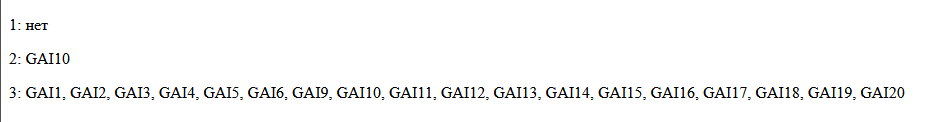 1: нет
2: GAI10
3: GAI1, GAI2, GAI3, GAI4, GAI5, GAI6, GAI9, GAI10, GAI11, GAI12, GAI13, GAI14, GAI15, GAI16, GAI17, GAI18, GAI19, GAI20